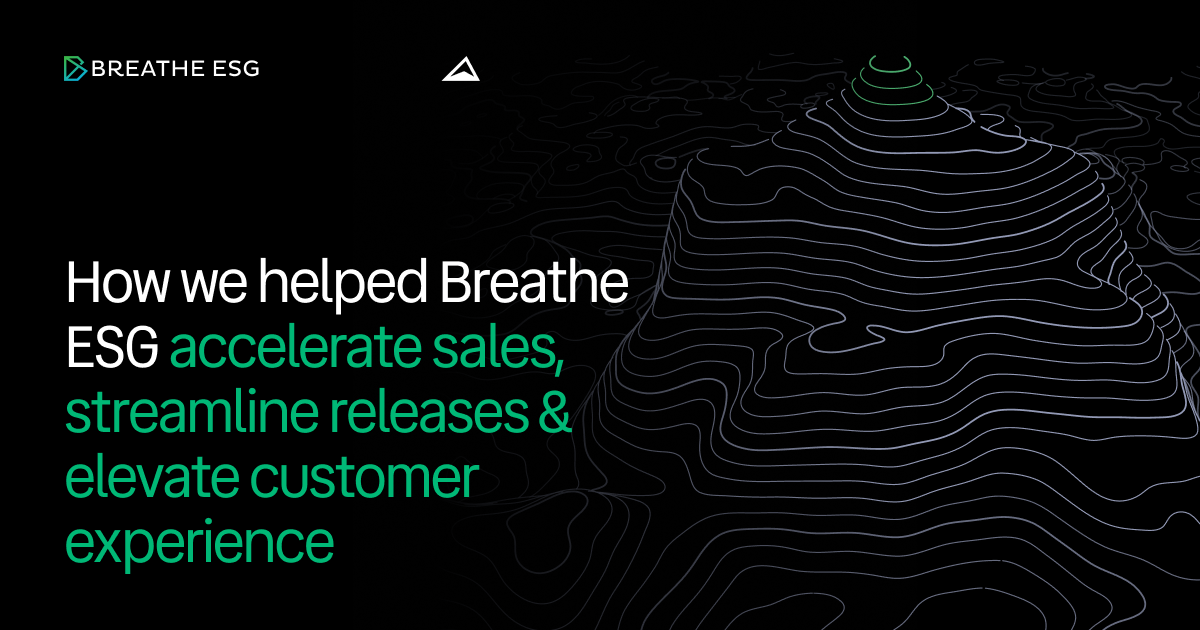 BREATHE ESG
How we helped Breathe
ESG accelerate sales,
streamline releases &
elevate customer
experience